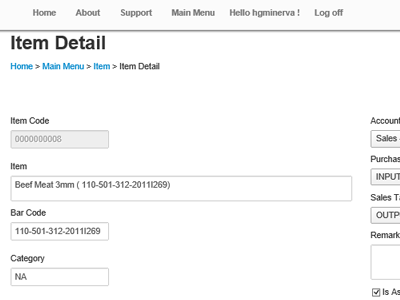 Home About Support Main Menu Hello hgminerva ! Log off
Item Detail
Home > Main Menu > Item > Item Detail
Item Code
0000000008
Item
Beef Meat 3mm ( 110-501-312-2011I269)
Bar Code
110-501-312-2011I269
Category
NA
Account
Sales
Purchas
INPUT
Sales Ta
OUTPU
Remark
Is As